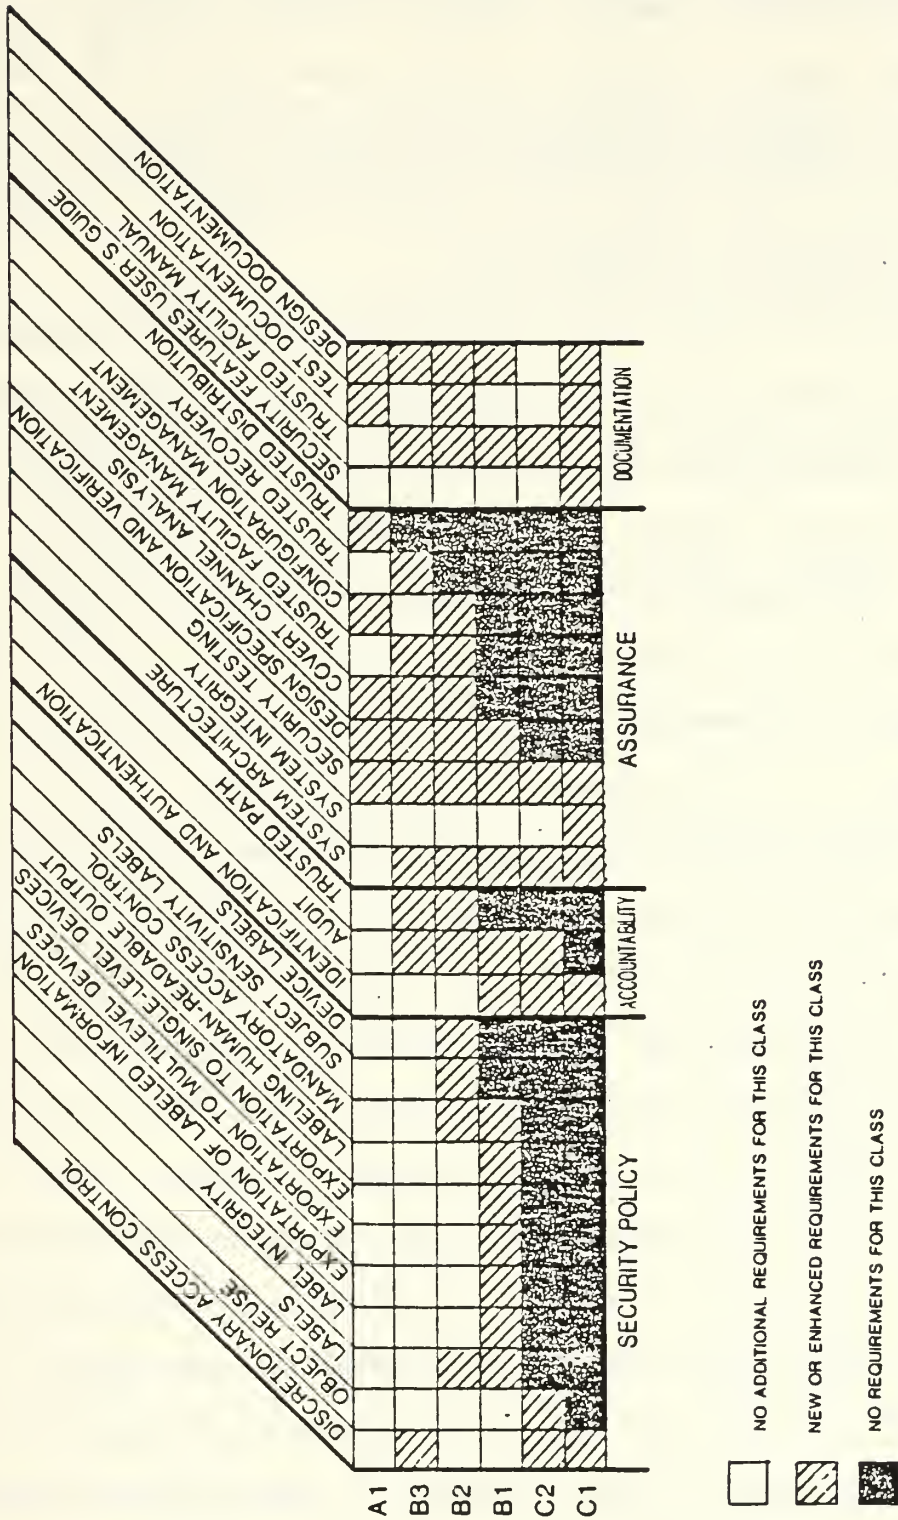 DISCRETIONARY ACCESS CONTROL
OBJECT REUSE
LABELS
LABEL INTEGRITY
EXPORTATION OF LABELED INFORMATION
EXPORTATION TO MULTILEVEL DEVICES
EXPORTATION TO SINGLE-LEVEL DEVICES
LABELING HUMAN-READABLE OUTPUT
MANDATORY ACCESS CONTROL
SUBJECT SENSITIVITY LABELS
DEVICE LABELS
IDENTIFICATION AND AUTHENTICATION
AUDIT
TRUSTED PATH
SYSTEM ARCHITECTURE
SYSTEM INTEGRITY
SECURITY TESTING
DESIGN SPECIFICATION AND VERIFICATION
COVERT CHANNEL ANALYSIS
TRUSTED FACILITY MANAGEMENT
CONFIGURATION MANAGEMENT
TRUSTED RECOVERY
TRUSTED DISTRIBUTION
SECURITY FEATURES USER'S GUIDE
TRUSTED FACILITY MANUAL
TEST DOCUMENTATION
DESIGN DOCUMENTATION
A1
B3
B2
B1
C2
C1
SECURITY POLICY
ACCOUNTABLITY
ASSURANCE
DOCUMENTATION
NO ADDITIONAL REQUIREMENTS FOR THIS CLASS
NEW OR ENHANCED REQUIREMENTS FOR THIS CLASS
NO REQUIREMENTS FOR THIS CLASS